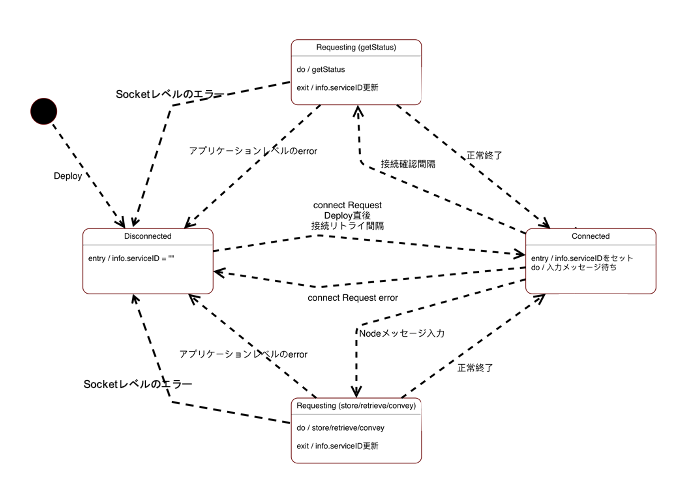 Requesting (getStatus)
do / getStatus
exit / info.serviceID更新
Socketレベルのエラー
アプリケーションレベルのerror
正常終了
接続確認間隔
Deploy
connect Request
Deploy直後
接続リトライ間隔
Disconnected
entry / info.serviceID = ""
Connected
entry / info.serviceIDをセット
do / 入力メッセージ待ち
connect Request error
Nodeメッセージ入力
アプリケーションレベルのerror
正常終了
Socketレベルのエラー
Requesting (store/retrieve/convey)
do / store/retrieve/convey
exit / info.serviceID更新